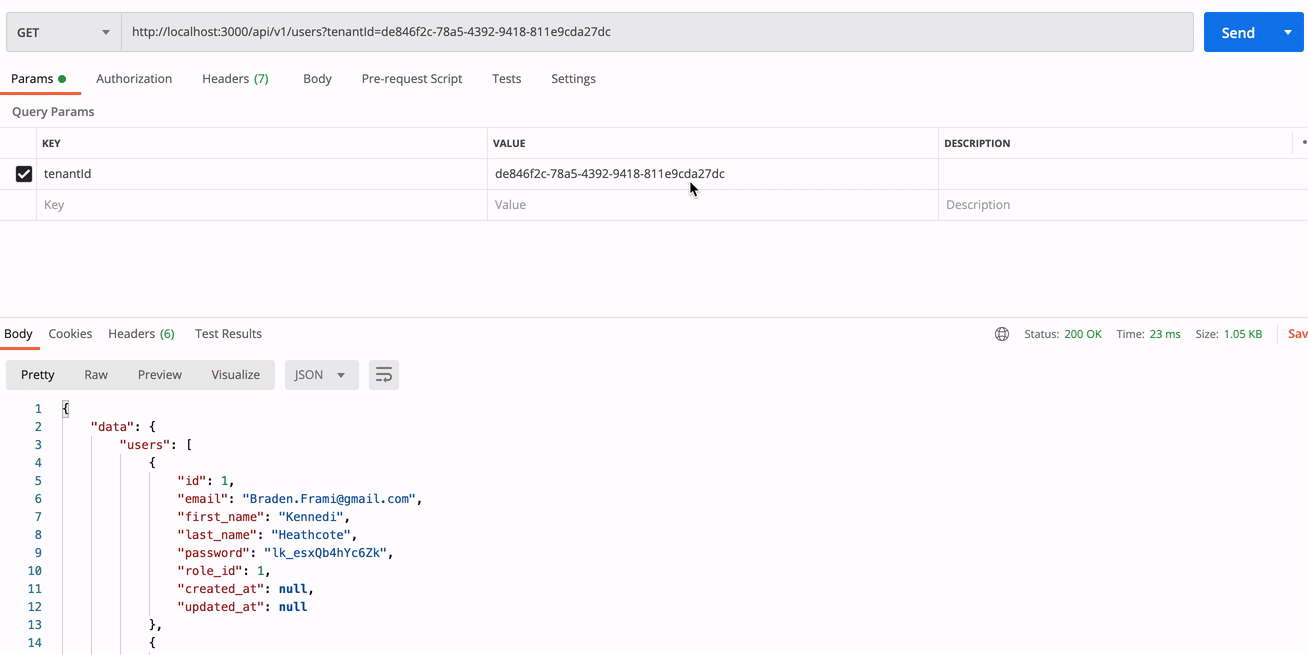 GET http://localhost:3000/api/v1/users?tenantId=de846f2c-78a5-4392-9418-811e9cda27dc Send
Params Authorization Headers (7) Body Pre-request Script Tests Settings
Query Params
KEY VALUE DESCRIPTION
tenantId de846f2c-78a5-4392-9418-811e9cda27dc
Key Value Description
Body Cookies Headers (6) Test Results Status: 200 OK Time: 23 ms Size: 1.05 KB Sav
Pretty Raw Preview Visualize JSON
1 {
2 "data": {
3 "users": [
4 {
5 "id": 1,
6 "email": "Braden.Frami@gmail.com",
7 "first_name": "Kennedi",
8 "last_name": "Heathcote",
9 "password": "lk_esxQb4hYc6Zk",
10 "role_id": 1,
11 "created_at": null,
12 "updated_at": null
13 },
14 {